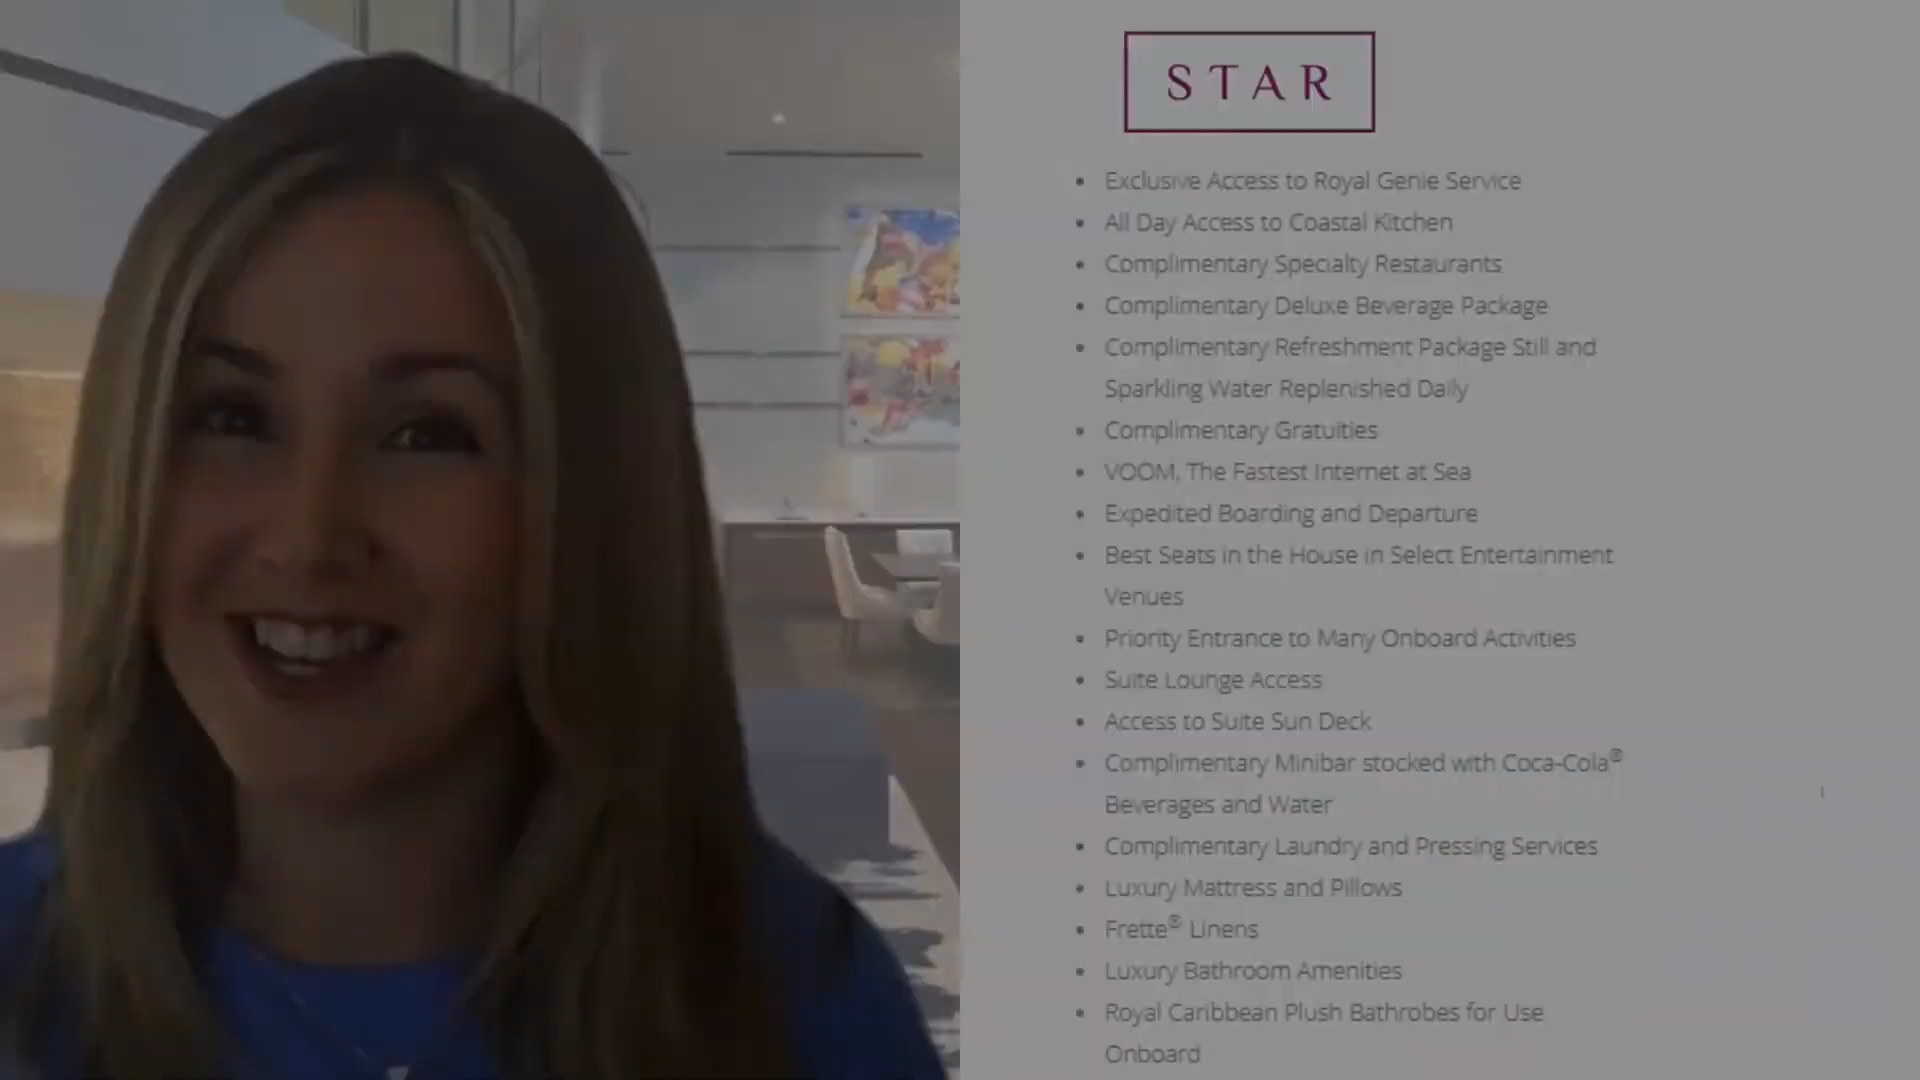 STAR
• Exclusive Access to Royal Genie Service
• All Day Access to Coastal Kitchen
• Complimentary Specialty Restaurants
• Complimentary Deluxe Beverage Package
• Complimentary Refreshment Package Still and
Sparkling Water Replenished Daily
• Complimentary Gratuities
• VOOM, The Fastest Internet at Sea
• Expedited Boarding and Departure
• Best Seats in the House in Select Entertainment
Venues
• Priority Entrance to Many Onboard Activities
• Suite Lounge Access
• Access to Suite Sun Deck
• Complimentary Minibar stocked with Coca-Cola®
Beverages and Water
• Complimentary Laundry and Pressing Services
• Luxury Mattress and Pillows
• Frette® Linens
• Luxury Bathroom Amenities
• Royal Caribbean Plush Bathrobes for Use
Onboard